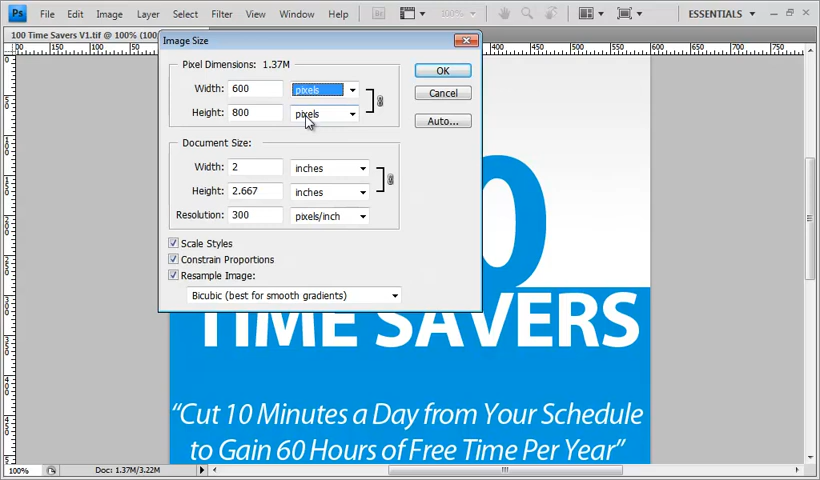 Ps File Edit Image Layer Select Filter View Window Help Br 100% ESSENTIALS
100 Time Savers V1.tif @ 100% (100
Image Size
Pixel Dimensions: 1.37M
Width: 600 pixels
Height: 800 pixels
OK
Cancel
Auto...
Document Size:
Width: 2 inches
Height: 2.667 inches
Resolution: 300 pixels/inch
Scale Styles
Constrain Proportions
Resample Image:
Bicubic (best for smooth gradients)
0
TIME SAVERS
“Cut 10 Minutes a Day from Your Schedule
to Gain 60 Hours of Free Time Per Year”
100% Doc: 1.37M/3.22M